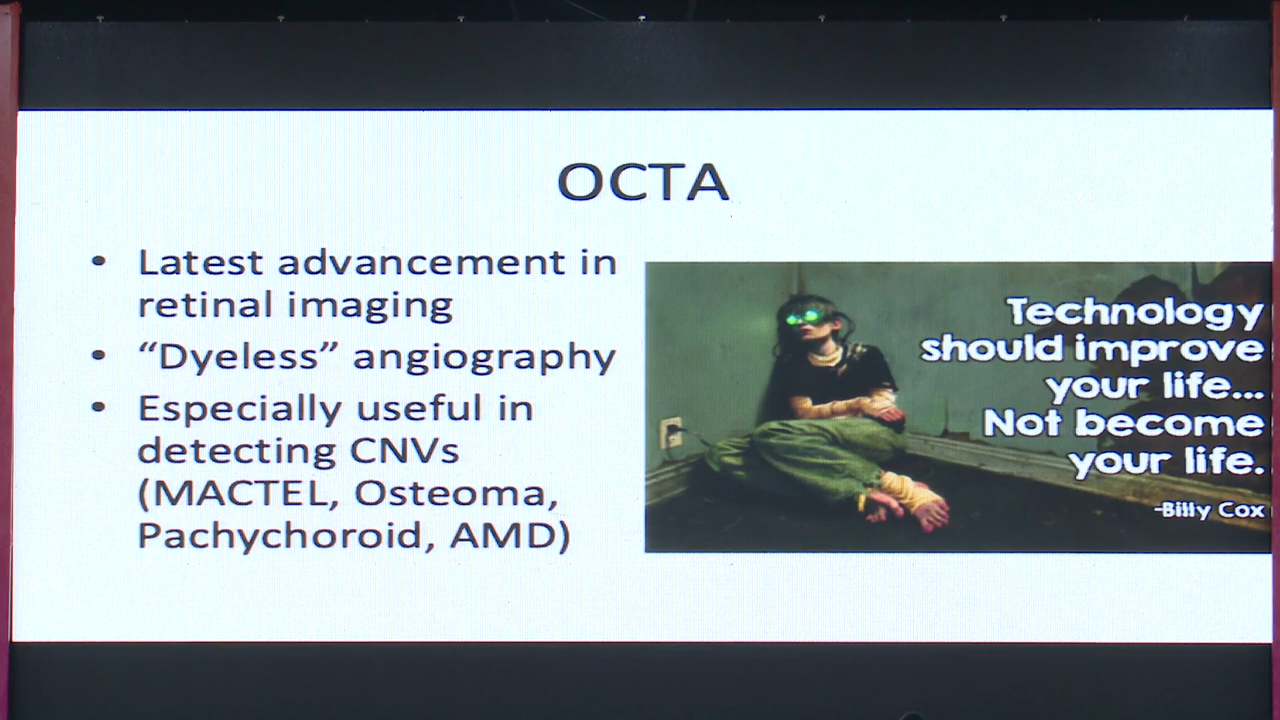 OCTA
• Latest advancement in
retinal imaging
• “Dyeless” angiography
• Especially useful in
detecting CNVs
(MACTEL, Osteoma,
Pachychoroid, AMD)
Technology
should improve
your life...
Not become
your life.
-Billy Cox